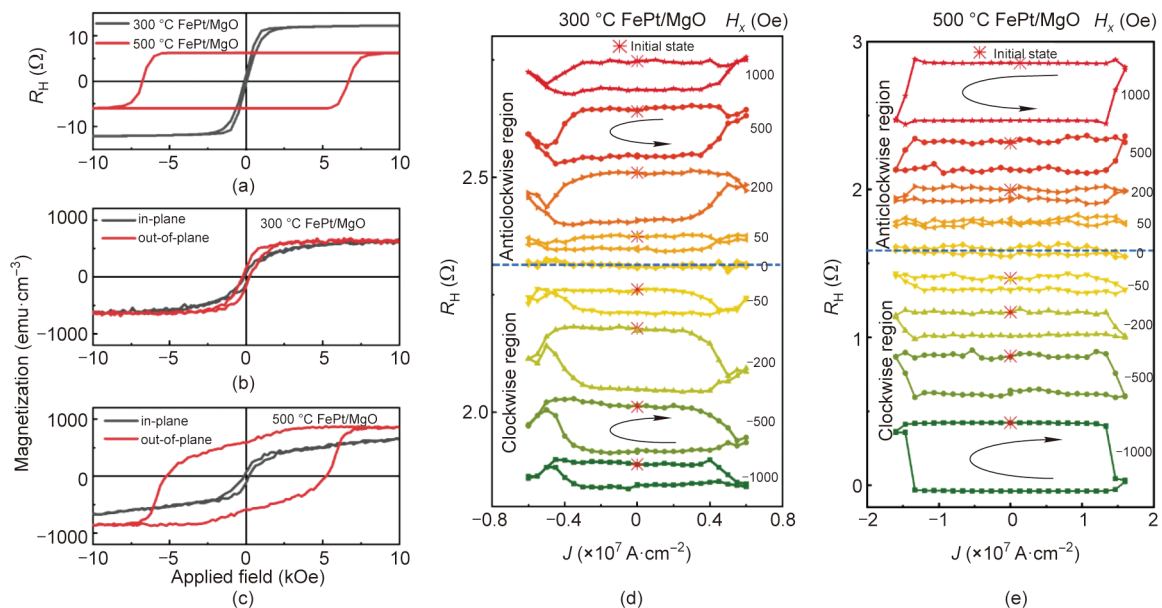 300 °C FePt/MgO
500 °C FePt/MgO
10
0
−10
R_H (Ω)
−10
−5
0
5
10
(a)
1000
0
−1000
in-plane
out-of-plane
300 °C FePt/MgO
−10
−5
0
5
10
(b)
Magnetization (emu·cm⁻³)
1000
0
−1000
in-plane
out-of-plane
500 °C FePt/MgO
−10
−5
0
5
10
Applied field (kOe)
(c)
300 °C FePt/MgO H_x (Oe)
Initial state
1000
500
200
50
0
−50
−200
−500
−1000
Anticlockwise region
Clockwise region
2.5
2.0
R_H (Ω)
−0.8
−0.4
0
0.4
0.8
J (×10⁷ A·cm⁻²)
(d)
500 °C FePt/MgO H_x (Oe)
Initial state
1000
500
200
50
0
−50
−200
−500
−1000
Anticlockwise region
Clockwise region
3
2
1
0
R_H (Ω)
−2
−1
0
1
2
J (×10⁷ A·cm⁻²)
(e)